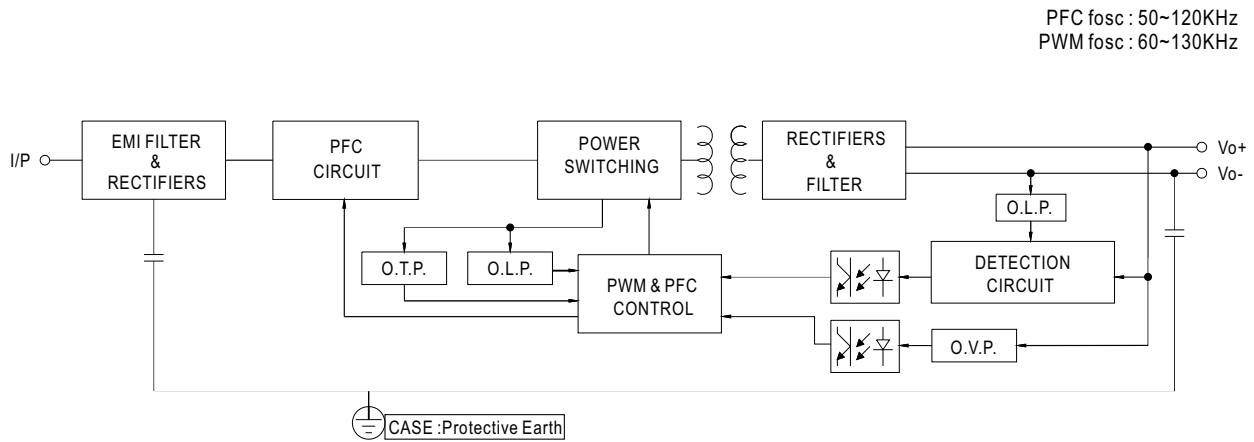 PFC fosc : 50~120KHz
PWM fosc : 60~130KHz
I/P
EMI FILTER
&
RECTIFIERS
PFC
CIRCUIT
POWER
SWITCHING
RECTIFIERS
&
FILTER
Vo+
Vo-
O.L.P.
O.T.P.
O.L.P.
PWM & PFC
CONTROL
DETECTION
CIRCUIT
O.V.P.
CASE :Protective Earth